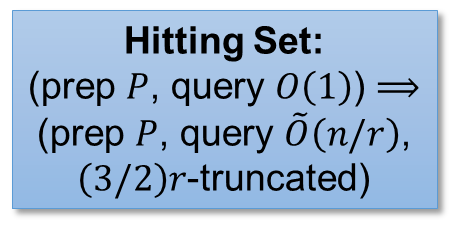 Hitting Set:
(prep 𝑃, query 𝑂(1)) ⟹
(prep 𝑃, query Õ(𝑛/𝑟),
(3/2)𝑟-truncated)